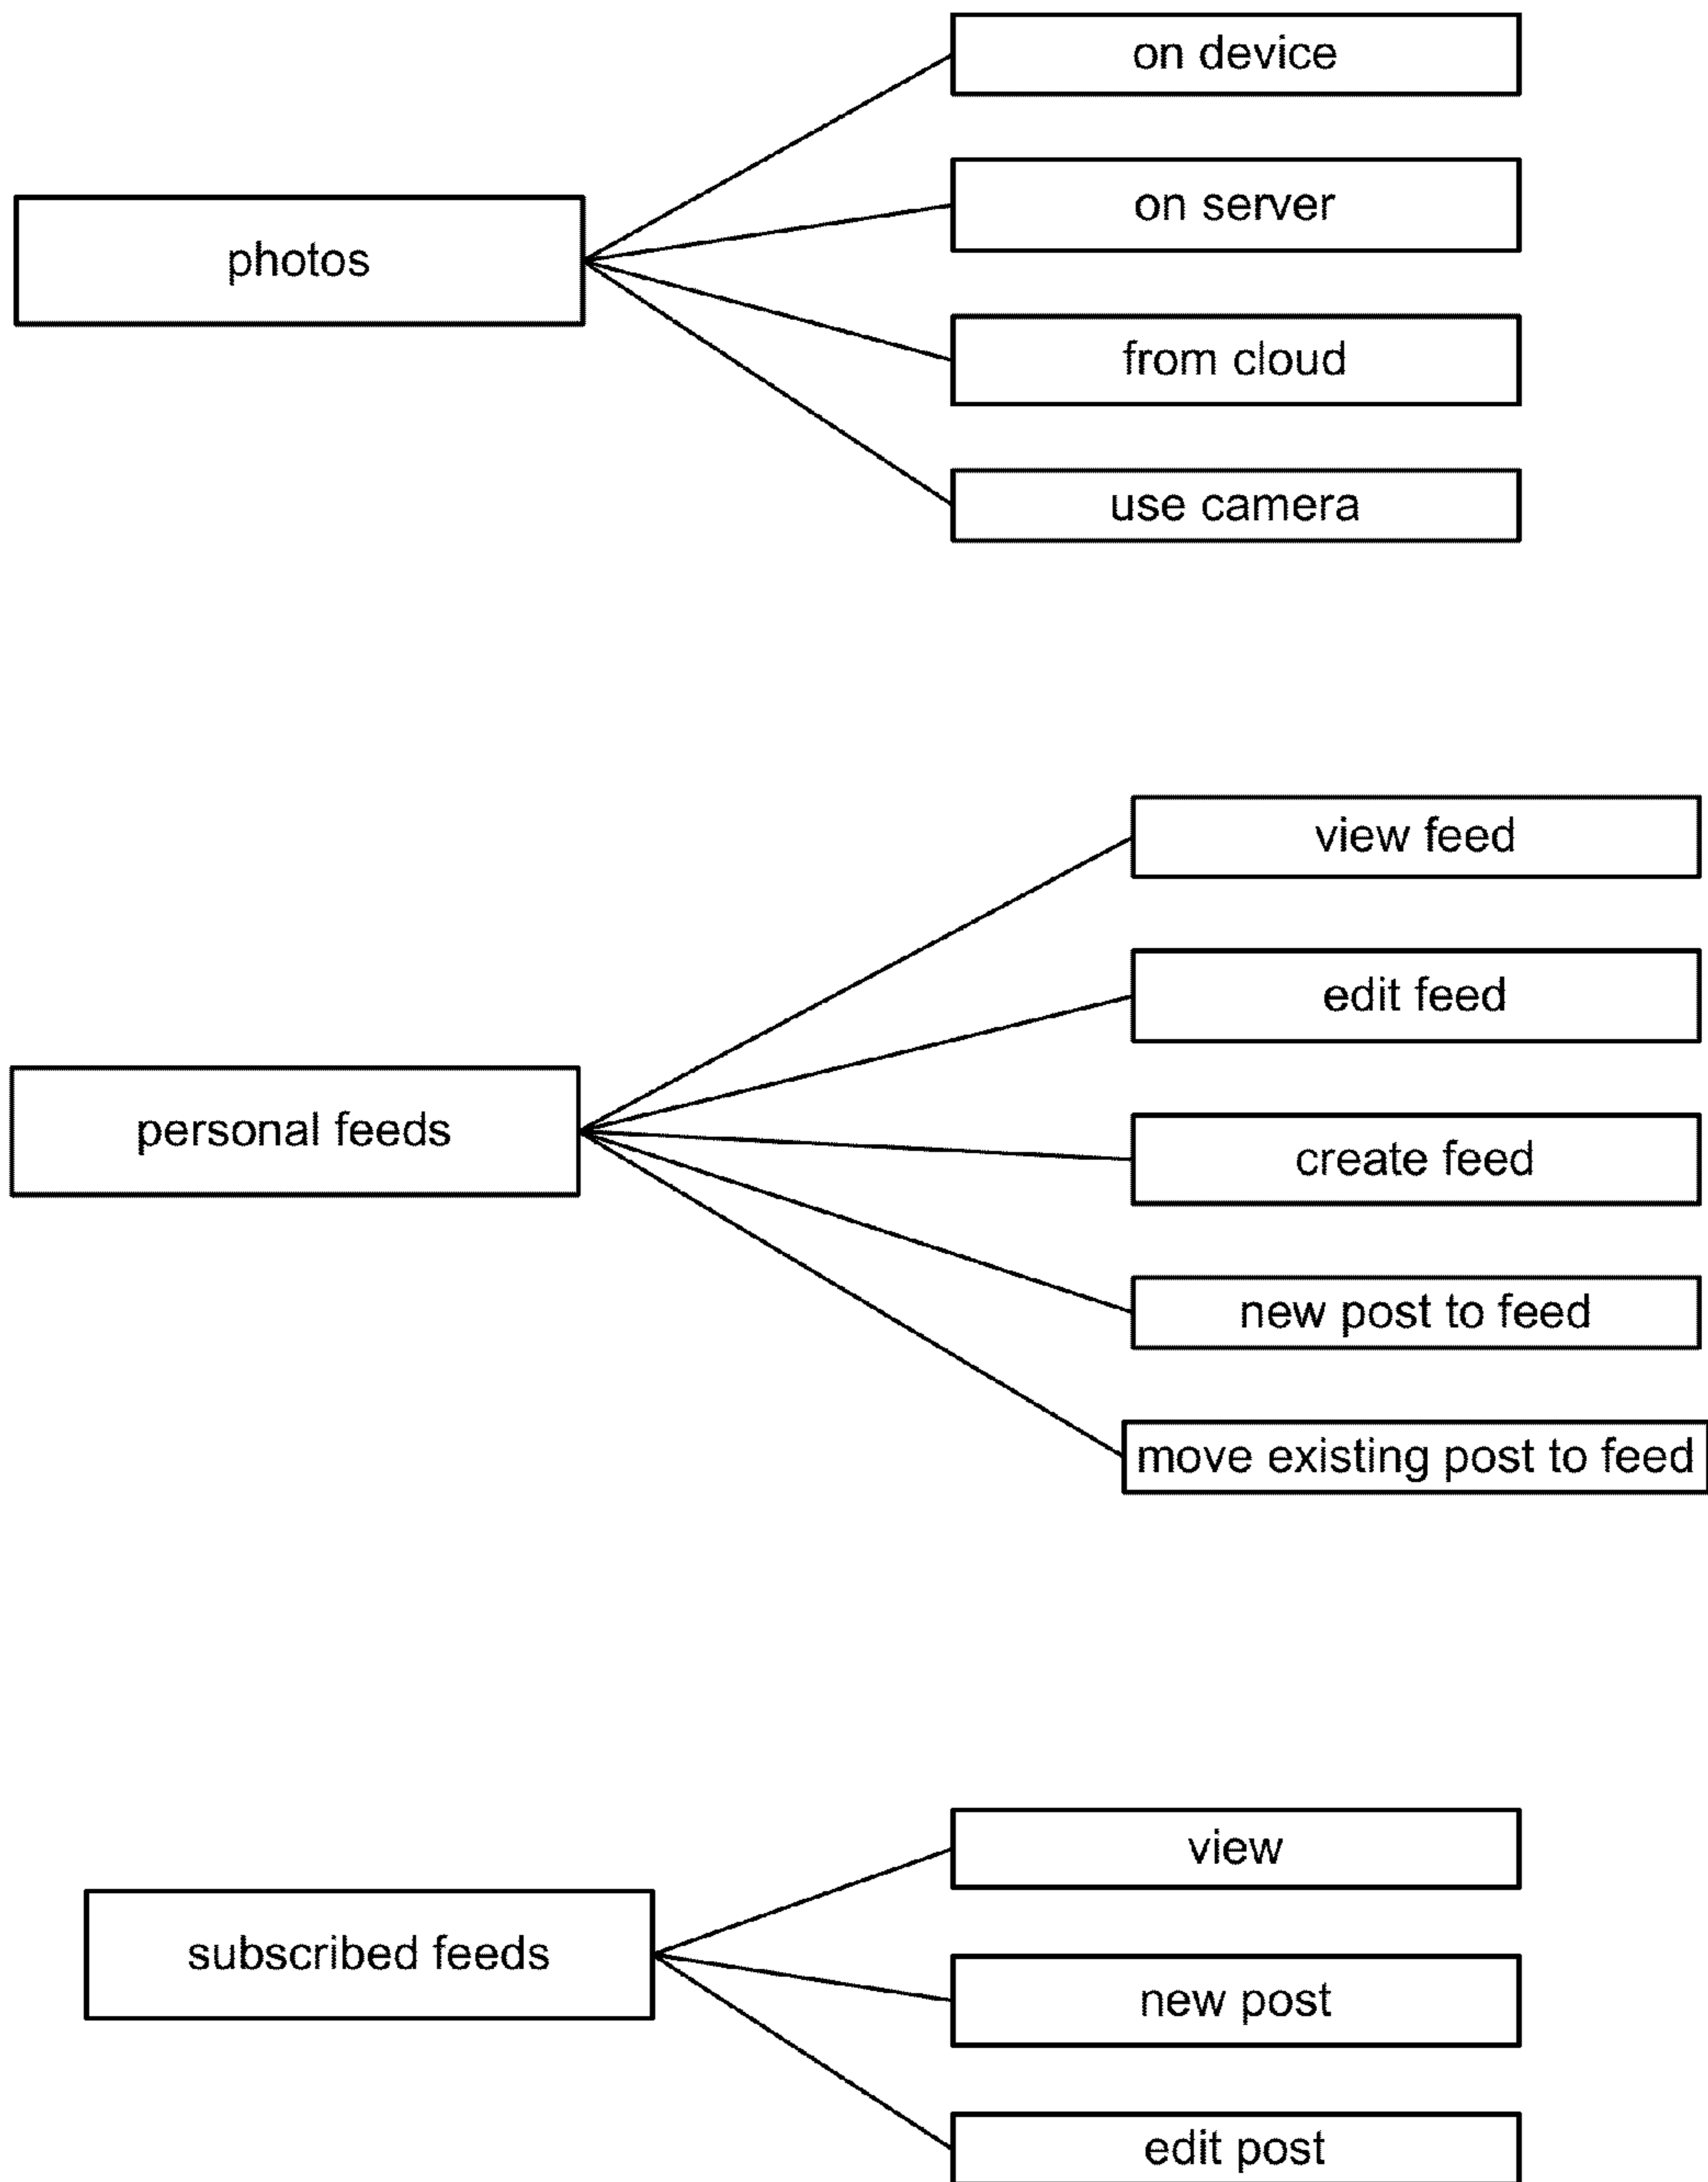 photos
on device
on server
from cloud
use camera
personal feeds
view feed
edit feed
create feed
new post to feed
move existing post to feed
subscribed feeds
view
new post
edit post